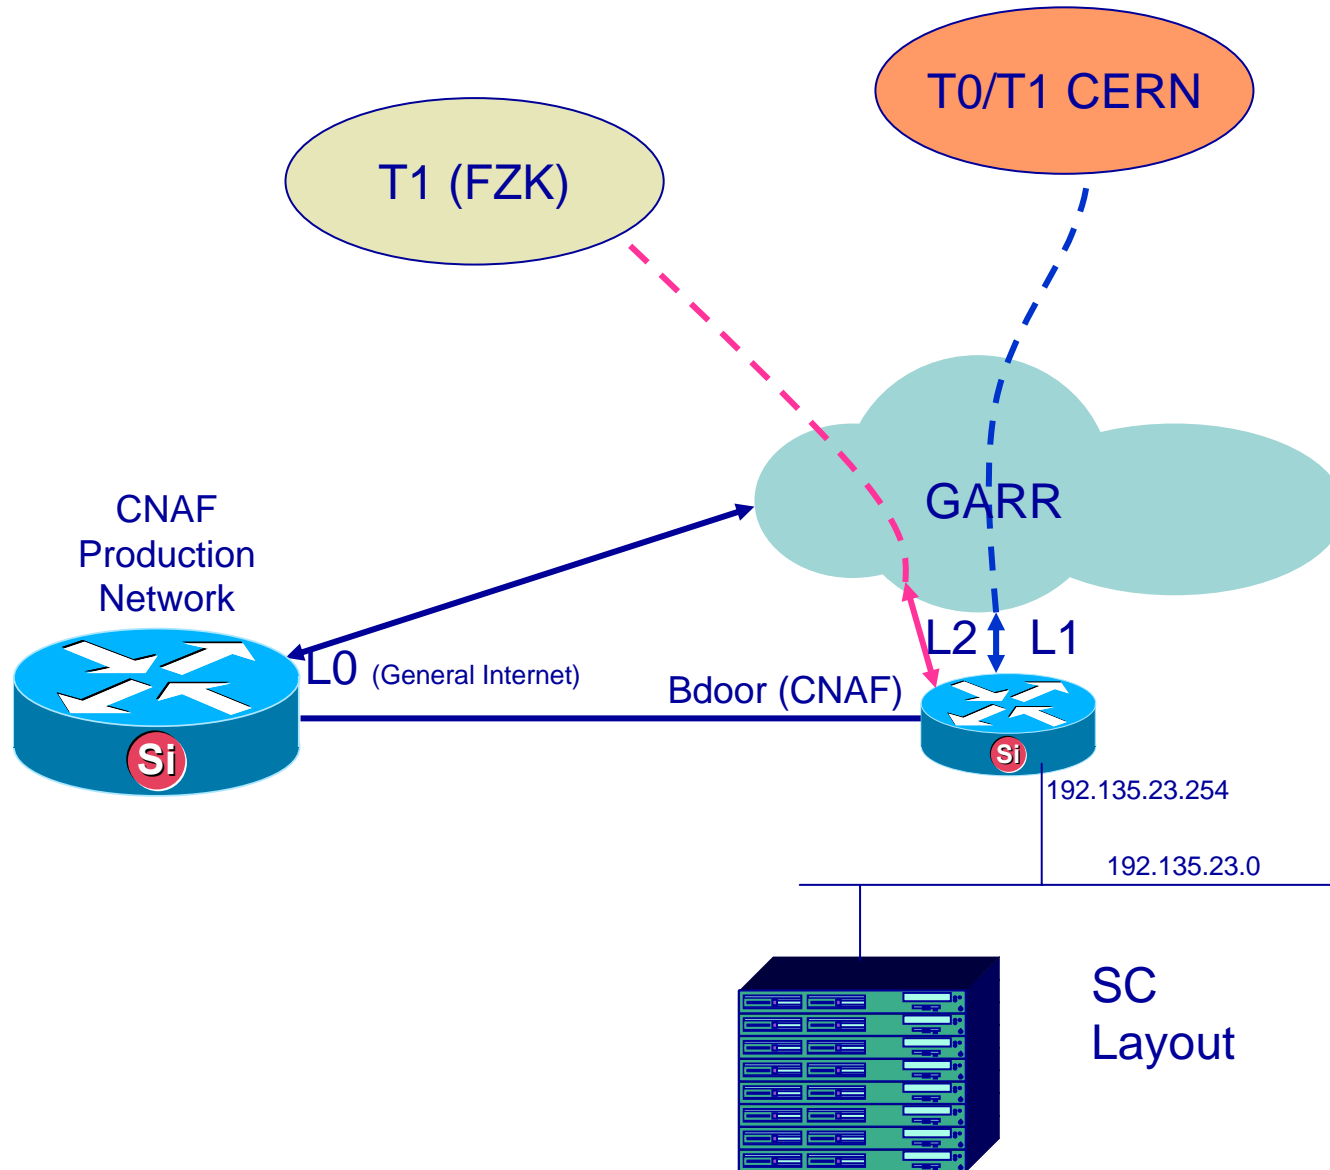 T0/T1 CERN
T1 (FZK)
GARR
CNAF
Production
Network
L2 L1
L0 (General Internet)
Bdoor (CNAF)
Si
Si
192.135.23.254
192.135.23.0
SC
Layout